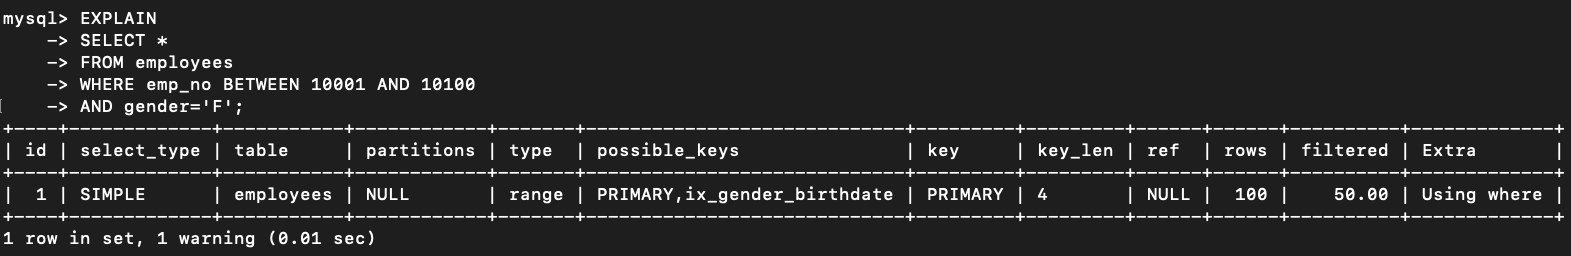 mysql> EXPLAIN
    -> SELECT *
    -> FROM employees
    -> WHERE emp_no BETWEEN 10001 AND 10100
    -> AND gender='F';
+----+-------------+-----------+------------+-------+------------------------------+---------+---------+------+------+----------+-------------+
| id | select_type | table     | partitions | type  | possible_keys                | key     | key_len | ref  | rows | filtered | Extra       |
+----+-------------+-----------+------------+-------+------------------------------+---------+---------+------+------+----------+-------------+
|  1 | SIMPLE      | employees | NULL       | range | PRIMARY,ix_gender_birthdate | PRIMARY | 4       | NULL |  100 |    50.00 | Using where |
+----+-------------+-----------+------------+-------+------------------------------+---------+---------+------+------+----------+-------------+
1 row in set, 1 warning (0.01 sec)